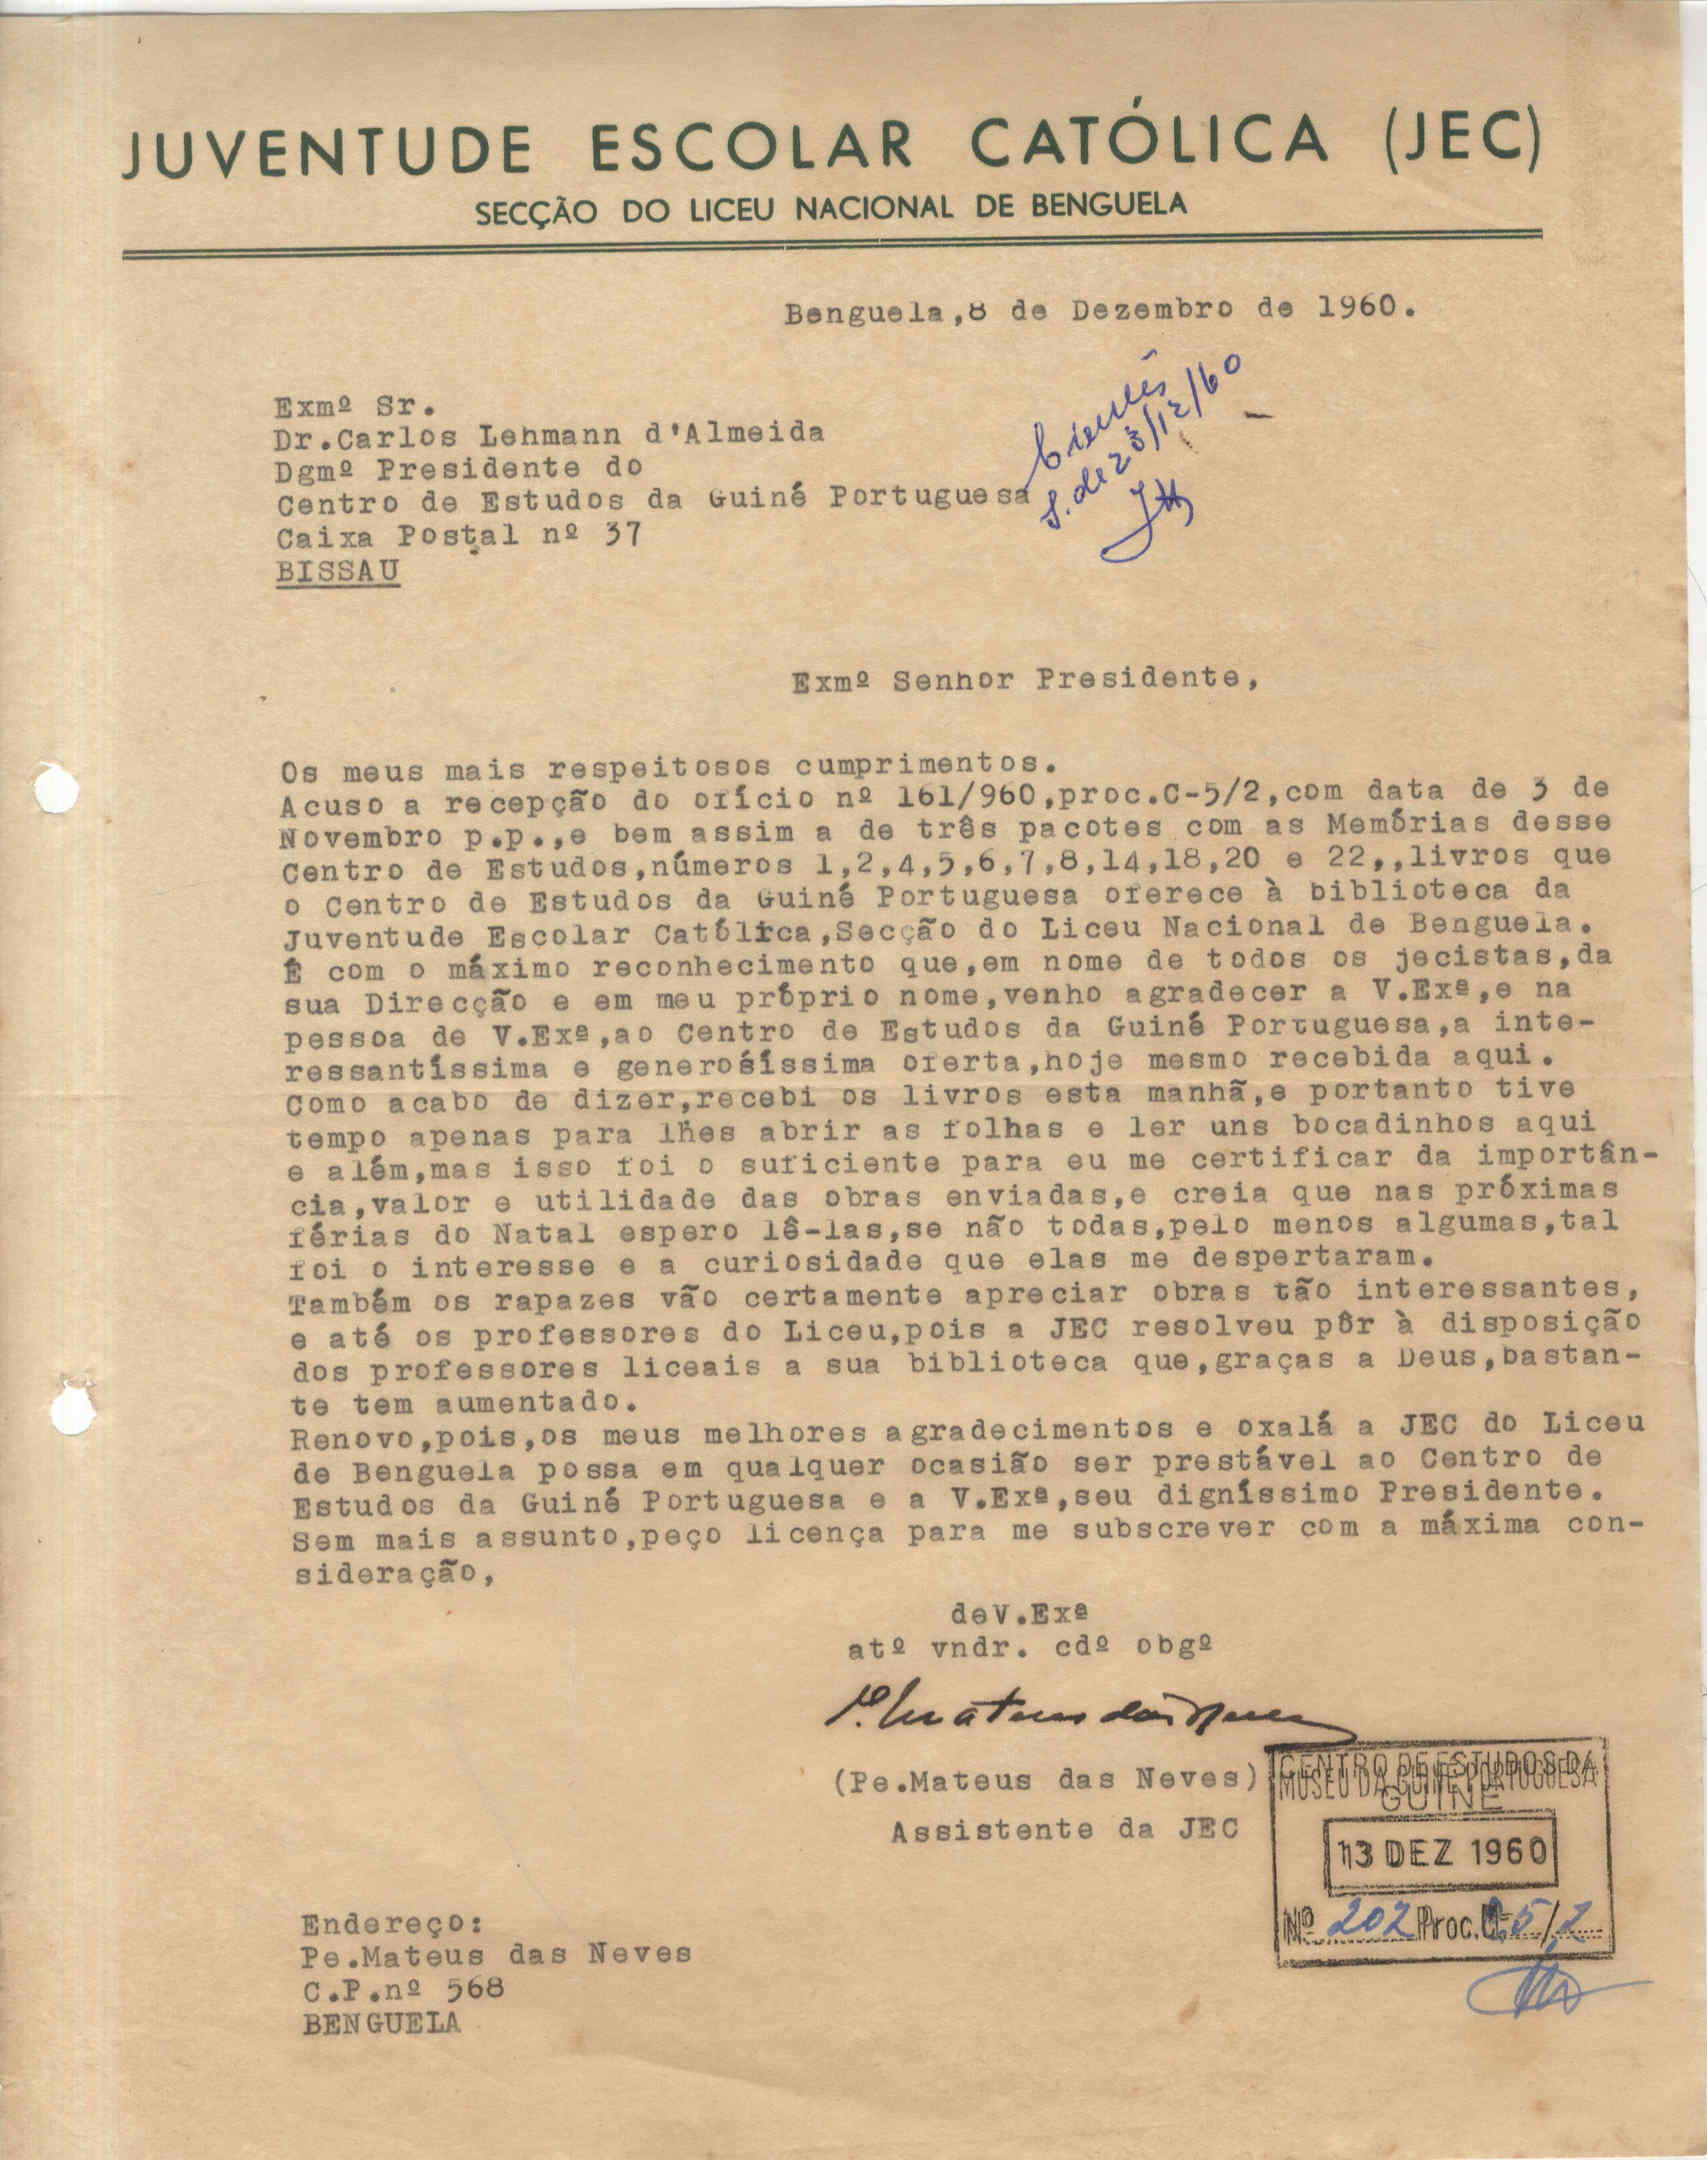 JUVENTUDE ESCOLAR CATÓLICA (JEC)
SECÇÃO DO LICEU NACIONAL DE BENGUELA
Benguela,8 de Dezembro de 1960.
Exmº Sr.
Dr.Carlos Lehmann d'Almeida
Dgmº Presidente do
Centro de Estudos da Guiné Portuguesa
Caixa Postal nº 37
BISSAU
S. de 23/12/60
Exmº Senhor Presidente,
Os meus mais respeitosos cumprimentos.
Acuso a recepção do ofício nº 161/960,proc.C-5/2,com data de 3 de
Novembro p.p.,e bem assim a de três pacotes com as Memórias desse
Centro de Estudos,números 1,2,4,5,6,7,8,14,18,20 e 22,,livros que
o Centro de Estudos da Guiné Portuguesa oferece à biblioteca da
Juventude Escolar Católica,Secção do Liceu Nacional de Benguela.
É com o máximo reconhecimento que,em nome de todos os jecistas,da
sua Direcção e em meu próprio nome,venho agradecer a V.Exª,e na
pessoa de V.Exª,ao Centro de Estudos da Guiné Portuguesa,a inte-
ressantíssima e generosíssima oferta,hoje mesmo recebida aqui.
Como acabo de dizer,recebi os livros esta manhã,e portanto tive
tempo apenas para lhes abrir as folhas e ler uns bocadinhos aqui
e além,mas isso foi o suficiente para eu me certificar da importân-
cia,valor e utilidade das obras enviadas,e creia que nas próximas
férias do Natal espero lê-las,se não todas,pelo menos algumas,tal
foi o interesse e a curiosidade que elas me despertaram.
Também os rapazes vão certamente apreciar obras tão interessantes,
e até os professores do Liceu,pois a JEC resolveu pôr à disposição
dos professores liceais a sua biblioteca que,graças a Deus,bastan-
te tem aumentado.
Renovo,pois,os meus melhores agradecimentos e oxalá a JEC do Liceu
de Benguela possa em qualquer ocasião ser prestável ao Centro de
Estudos da Guiné Portuguesa e a V.Exª,seu digníssimo Presidente.
Sem mais assunto,peço licença para me subscrever com a máxima con-
sideração,
deV.Exª
atº vndr. cdº obgº
P. Mateus das Neves
(Pe.Mateus das Neves)
Assistente da JEC
CENTRO DE ESTUDOS DA
MUSEU DA GUINÉ PORTUGUESA
GUINÉ
13 DEZ 1960
Nº 202 Proc. C-5/2
Endereço:
Pe.Mateus das Neves
C.P.nº 568
BENGUELA